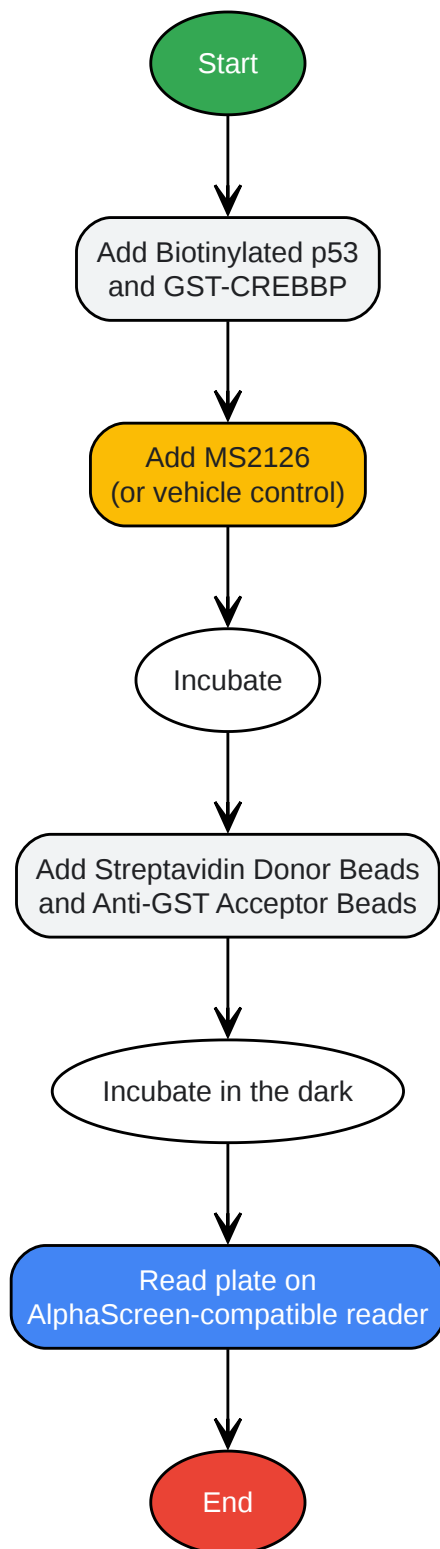 Start
Add Biotinylated p53
and GST-CREBBP
Add MS2126
(or vehicle control)
Incubate
Add Streptavidin Donor Beads
and Anti-GST Acceptor Beads
Incubate in the dark
Read plate on
AlphaScreen-compatible reader
End